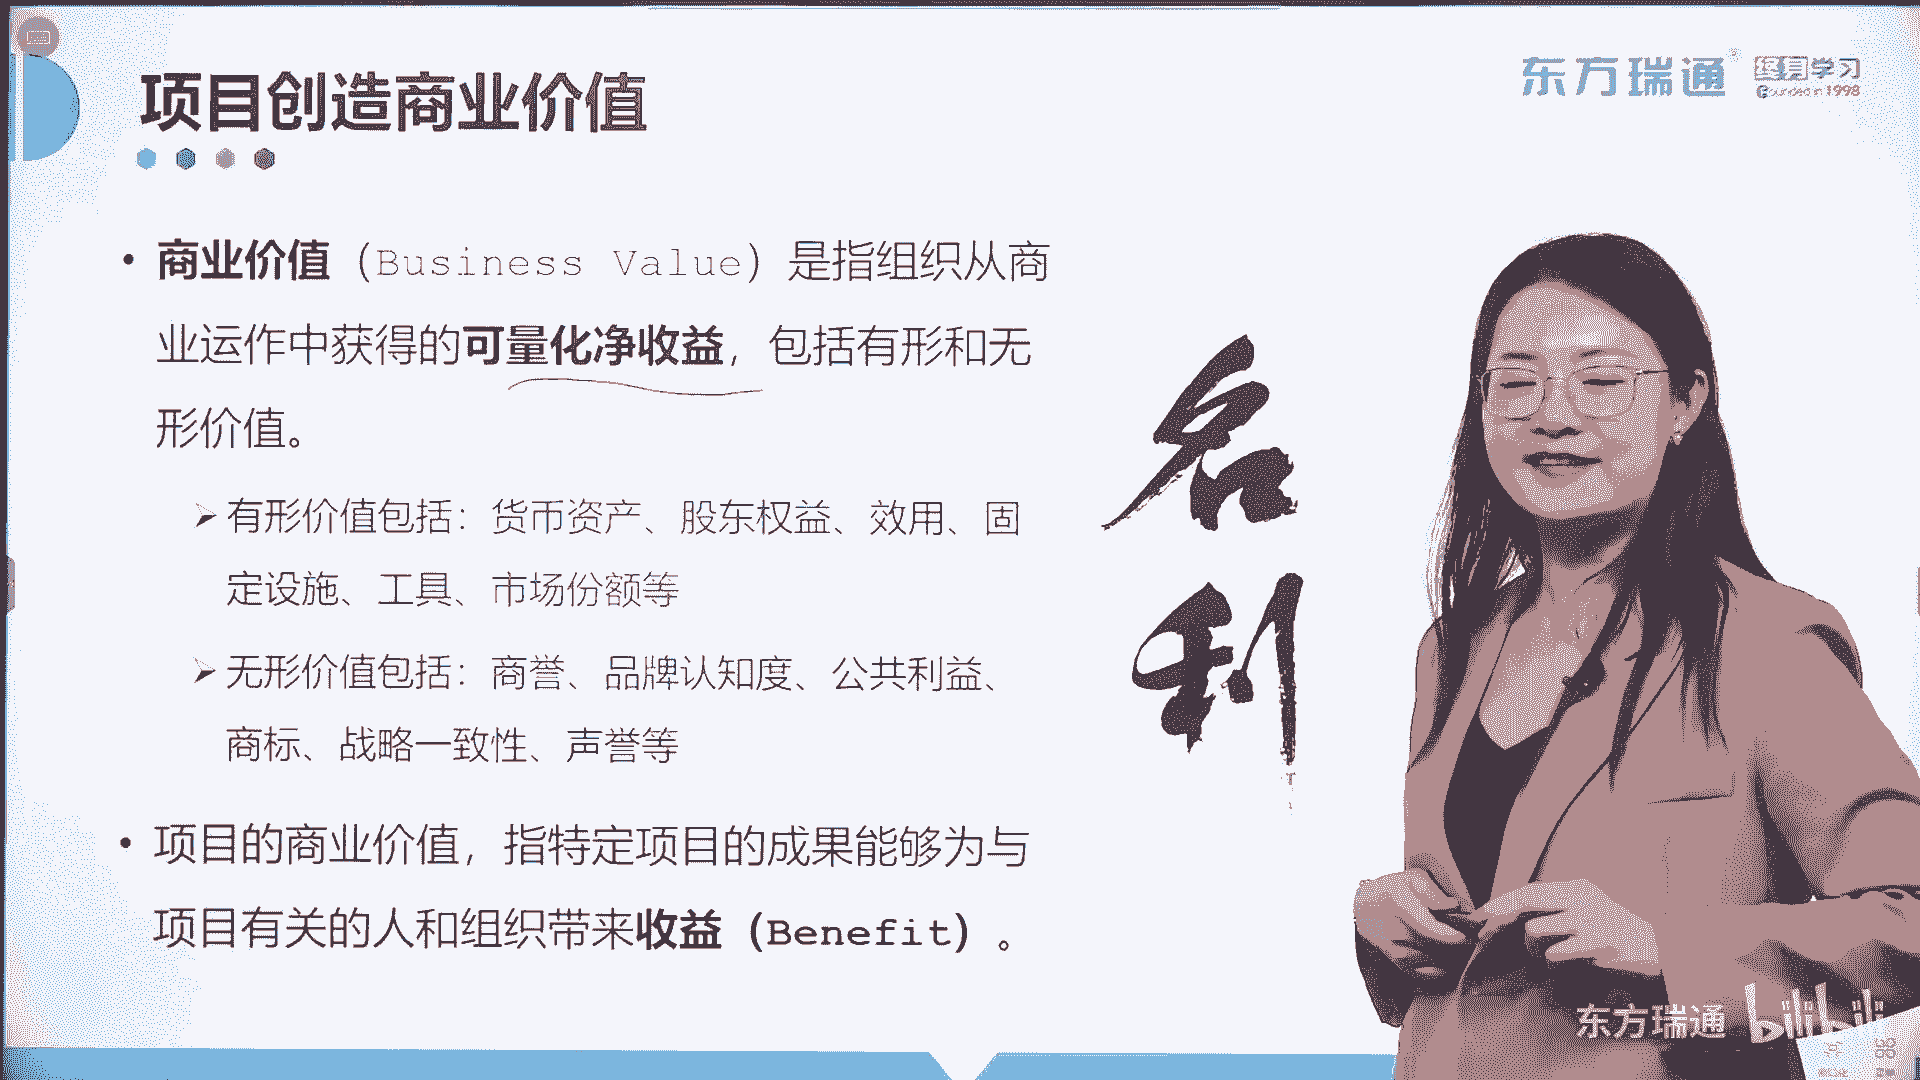 项目创造商业价值
东方瑞通
终身学习
Founded in 1998
• 商业价值（Business Value）是指组织从商
业运作中获得的可量化净收益，包括有形和无
形价值。
➢ 有形价值包括：货币资产、股东权益、效用、固
定设施、工具、市场份额等
➢ 无形价值包括：商誉、品牌认知度、公共利益、
商标、战略一致性、声誉等
• 项目的商业价值，指特定项目的成果能够为与
项目有关的人和组织带来收益（Benefit）。
名
利
东方瑞通
bilibili